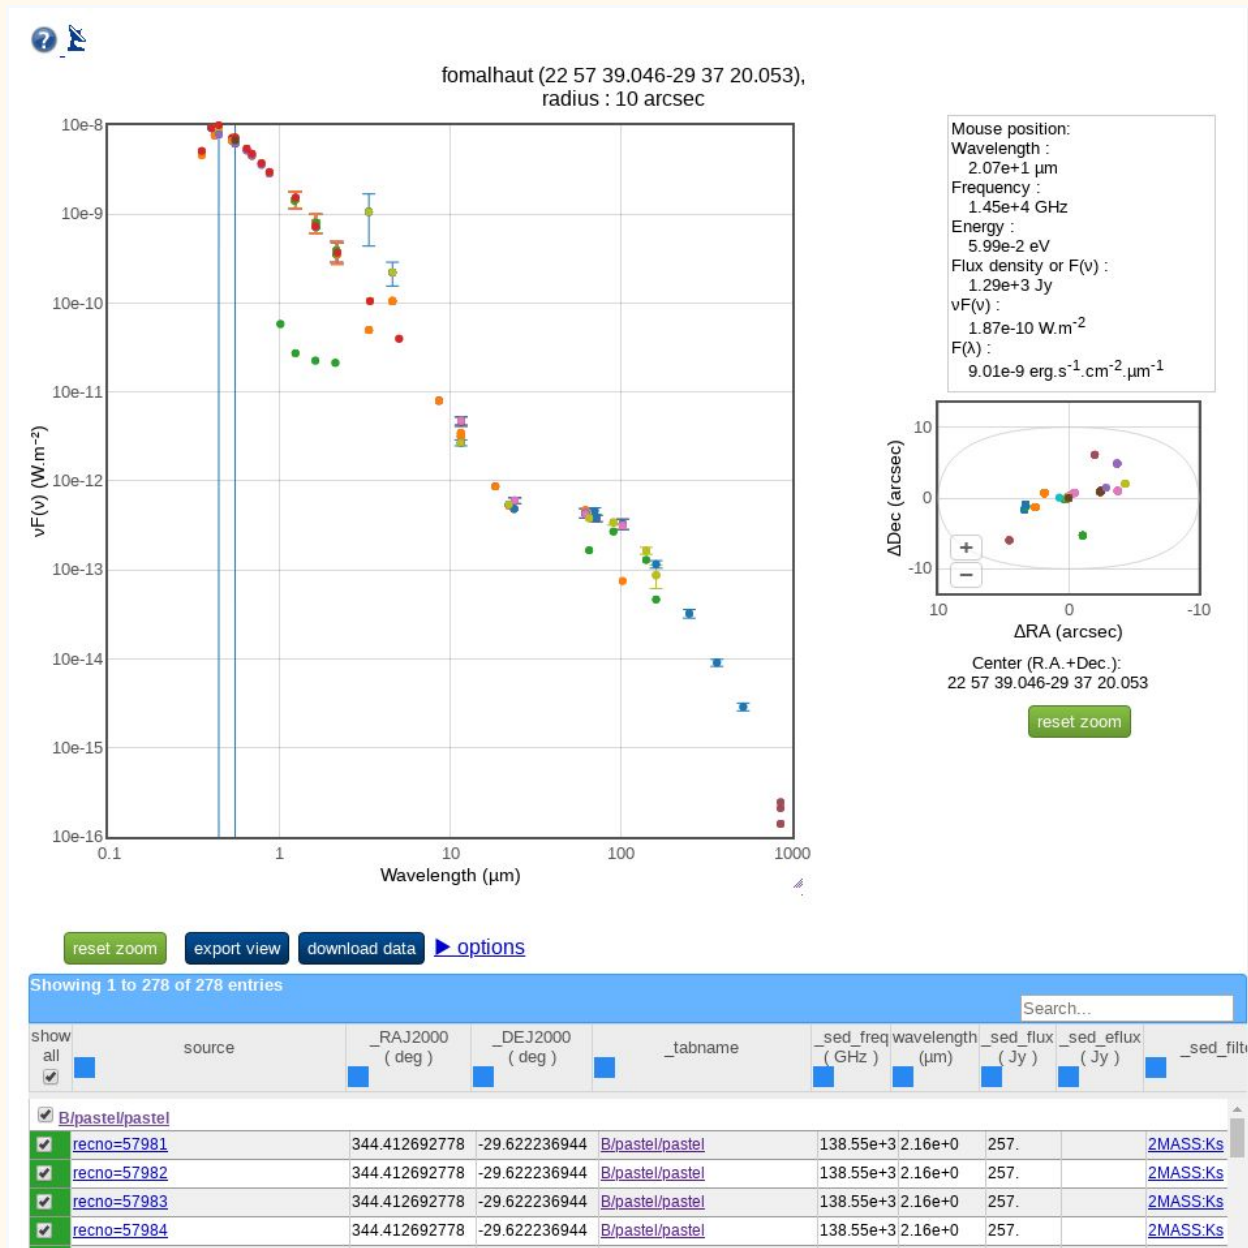 ?
fomalhaut (22 57 39.046-29 37 20.053),
radius : 10 arcsec
10e-8
10e-9
10e-10
10e-11
10e-12
10e-13
10e-14
10e-15
10e-16
νF(ν) (W.m⁻²)
0.1 1 10 100 1000
Wavelength (µm)
Mouse position:
Wavelength :
2.07e+1 µm
Frequency :
1.45e+4 GHz
Energy :
5.99e-2 eV
Flux density or F(ν) :
1.29e+3 Jy
νF(ν) :
1.87e-10 W.m⁻²
F(λ) :
9.01e-9 erg.s⁻¹.cm⁻².µm⁻¹
ΔDec (arcsec)
10
0
-10
+
−
10 0 -10
ΔRA (arcsec)
Center (R.A.+Dec.):
22 57 39.046-29 37 20.053
reset zoom
reset zoom export view download data ▶ options
Showing 1 to 278 of 278 entries
Search...
show all source _RAJ2000 ( deg ) _DEJ2000 ( deg ) _tabname _sed_freq ( GHz ) wavelength (µm) _sed_flux ( Jy ) _sed_eflux ( Jy ) _sed_filt
B/pastel/pastel
recno=57981 344.412692778 -29.622236944 B/pastel/pastel 138.55e+3 2.16e+0 257. 2MASS:Ks
recno=57982 344.412692778 -29.622236944 B/pastel/pastel 138.55e+3 2.16e+0 257. 2MASS:Ks
recno=57983 344.412692778 -29.622236944 B/pastel/pastel 138.55e+3 2.16e+0 257. 2MASS:Ks
recno=57984 344.412692778 -29.622236944 B/pastel/pastel 138.55e+3 2.16e+0 257. 2MASS:Ks